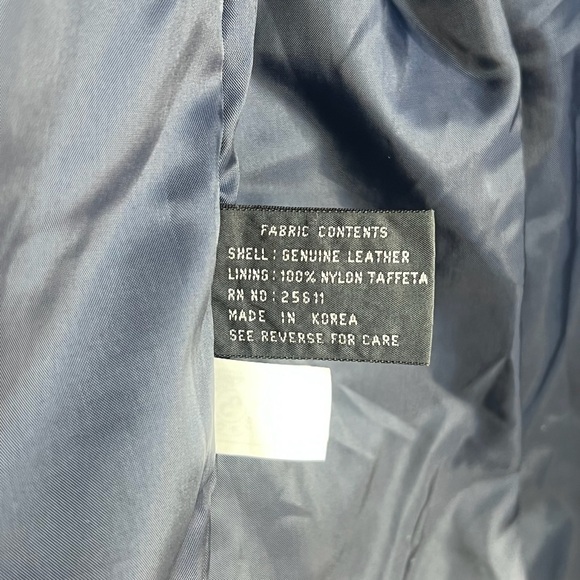 FABRIC CONTENTS
SHELL: GENUINE LEATHER
LINING: 100% NYLON TAFFETA
RN NO: 25611
MADE IN KOREA
SEE REVERSE FOR CARE